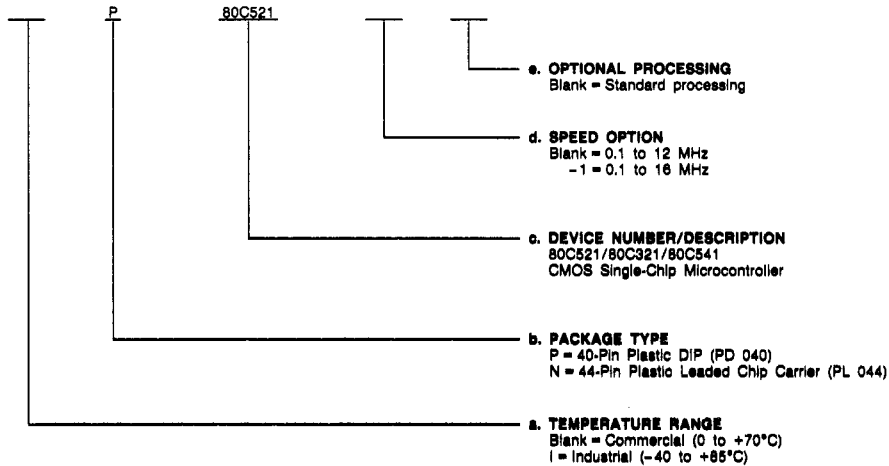 P 80C521
e. OPTIONAL PROCESSING
Blank = Standard processing
d. SPEED OPTION
Blank = 0.1 to 12 MHz
-1 = 0.1 to 16 MHz
c. DEVICE NUMBER/DESCRIPTION
80C521/80C321/80C541
CMOS Single-Chip Microcontroller
b. PACKAGE TYPE
P = 40-Pin Plastic DIP (PD 040)
N = 44-Pin Plastic Leaded Chip Carrier (PL 044)
a. TEMPERATURE RANGE
Blank = Commercial (0 to +70°C)
I = Industrial (-40 to +85°C)